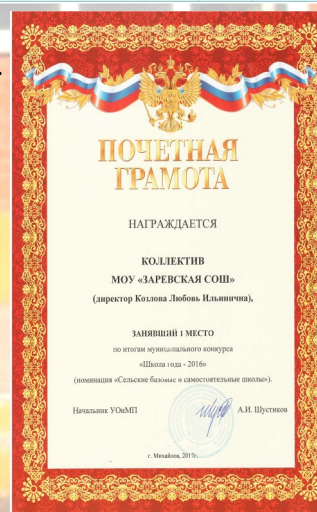 ПОЧЕТНАЯ
ГРАМОТА
НАГРАЖДАЕТСЯ
КОЛЛЕКТИВ
МОУ «ЗАРЕВСКАЯ СОШ»
(директор Козлова Любовь Ильинична),
ЗАНЯВШИЙ 1 МЕСТО
по итогам муниципального конкурса
«Школа года - 2016»
(номинация «Сельские базовые и самостоятельные школы»).
Начальник УОиМП А.И. Шустиков
г. Михайлов, 2017г.